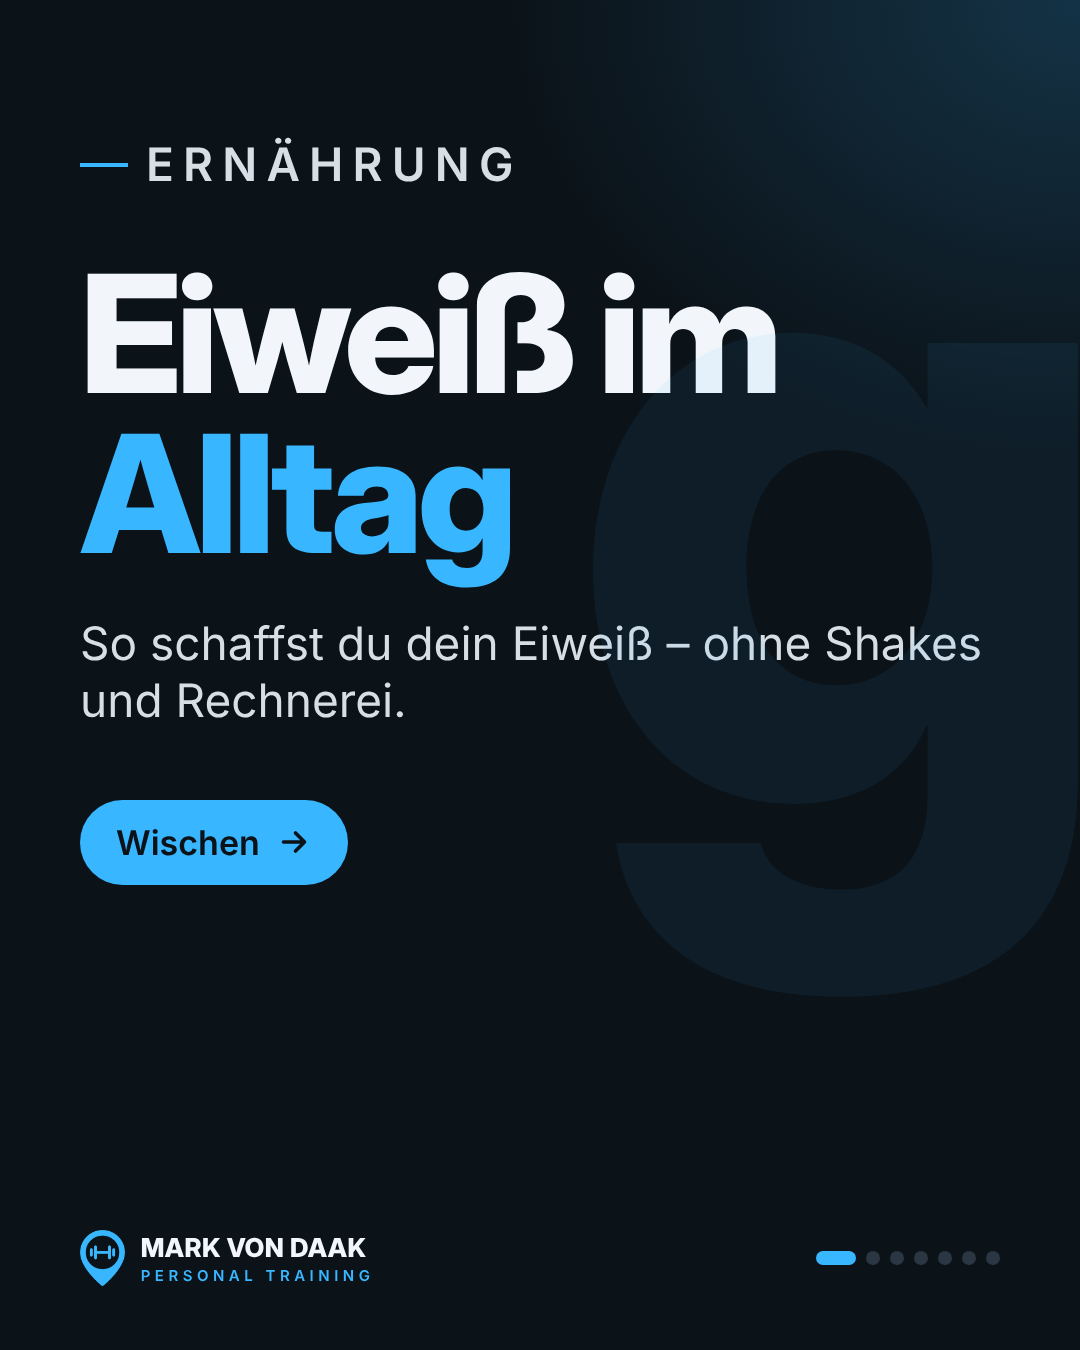 ERNÄHRUNG
Eiweiß im
Alltag
So schaffst du dein Eiweiß – ohne Shakes
und Rechnerei.
g
Wischen →
MARK VON DAAK
PERSONAL TRAINING